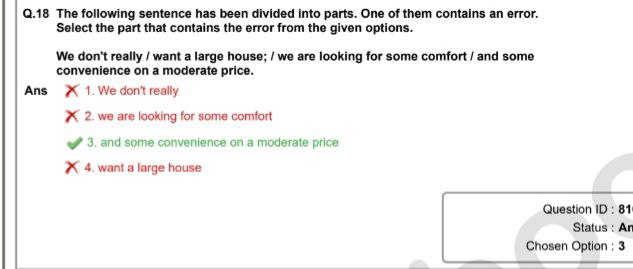 Q.18 The following sentence has been divided into parts. One of them contains an error.
Select the part that contains the error from the given options.
We don't really / want a large house; / we are looking for some comfort / and some
convenience on a moderate price.
Ans 1. We don't really
2. we are looking for some comfort
3. and some convenience on a moderate price
4. want a large house
Question ID : 81
Status :
Chosen Option : 3